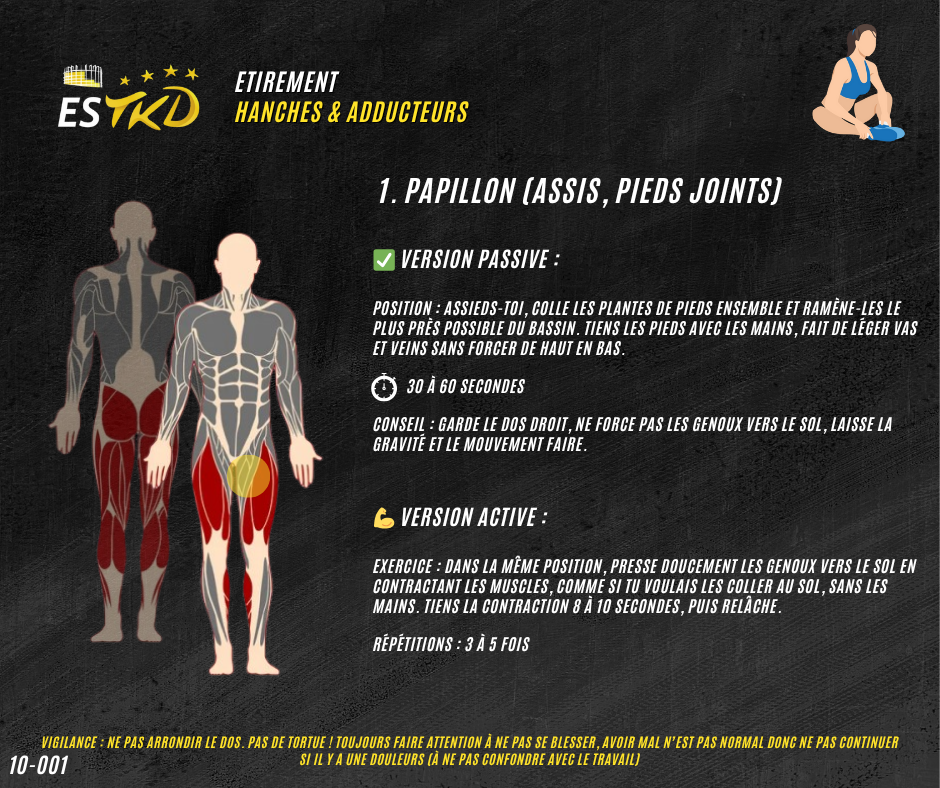 ES TKD
ETIREMENT
HANCHES & ADDUCTEURS
1. PAPILLON (ASSIS, PIEDS JOINTS)
✅ VERSION PASSIVE :
POSITION : ASSIEDS-TOI, COLLE LES PLANTES DE PIEDS ENSEMBLE ET RAMÈNE-LES LE
PLUS PRÈS POSSIBLE DU BASSIN. TIENS LES PIEDS AVEC LES MAINS, FAIT DE LÉGER VAS
ET VEINS SANS FORCER DE HAUT EN BAS.
30 À 60 SECONDES
CONSEIL : GARDE LE DOS DROIT, NE FORCE PAS LES GENOUX VERS LE SOL, LAISSE LA
GRAVITÉ ET LE MOUVEMENT FAIRE.
💪 VERSION ACTIVE :
EXERCICE : DANS LA MÊME POSITION, PRESSE DOUCEMENT LES GENOUX VERS LE SOL EN
CONTRACTANT LES MUSCLES, COMME SI TU VOULAIS LES COLLER AU SOL, SANS LES
MAINS. TIENS LA CONTRACTION 8 À 10 SECONDES, PUIS RELÂCHE.
RÉPÉTITIONS : 3 À 5 FOIS
VIGILANCE : NE PAS ARRONDIR LE DOS. PAS DE TORTUE ! TOUJOURS FAIRE ATTENTION À NE PAS SE BLESSER, AVOIR MAL N'EST PAS NORMAL DONC NE PAS CONTINUER
SI IL Y A UNE DOULEURS (À NE PAS CONFONDRE AVEC LE TRAVAIL)
10-001